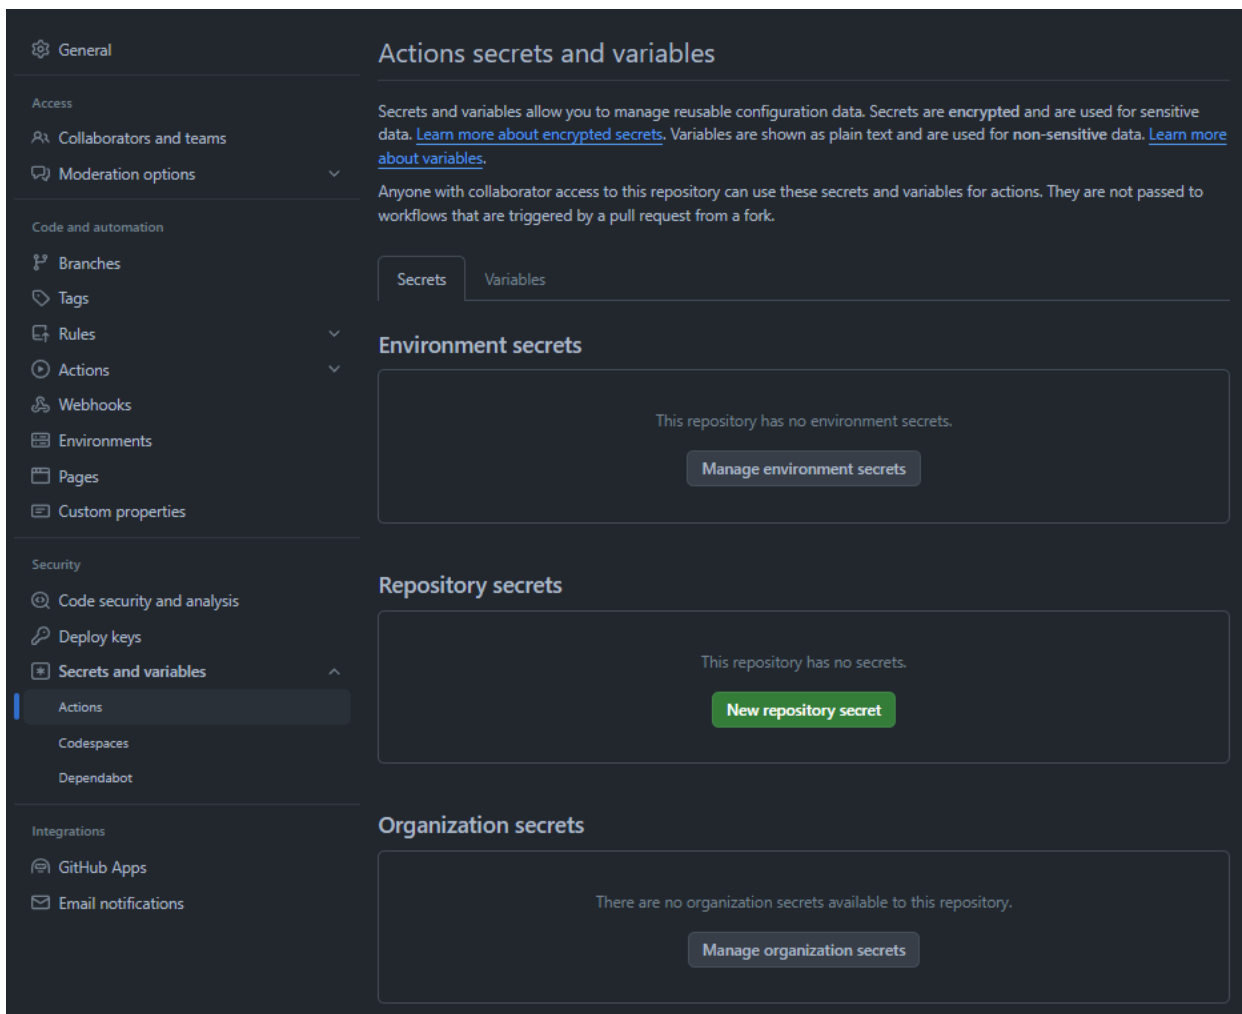 General
Access
Collaborators and teams
Moderation options
Code and automation
Branches
Tags
Rules
Actions
Webhooks
Environments
Pages
Custom properties
Security
Code security and analysis
Deploy keys
Secrets and variables
Actions
Codespaces
Dependabot
Integrations
GitHub Apps
Email notifications
Actions secrets and variables
Secrets and variables allow you to manage reusable configuration data. Secrets are encrypted and are used for sensitive
data. Learn more about encrypted secrets. Variables are shown as plain text and are used for non-sensitive data. Learn more
about variables.
Anyone with collaborator access to this repository can use these secrets and variables for actions. They are not passed to
workflows that are triggered by a pull request from a fork.
Secrets
Variables
Environment secrets
This repository has no environment secrets.
Manage environment secrets
Repository secrets
This repository has no secrets.
New repository secret
Organization secrets
There are no organization secrets available to this repository.
Manage organization secrets